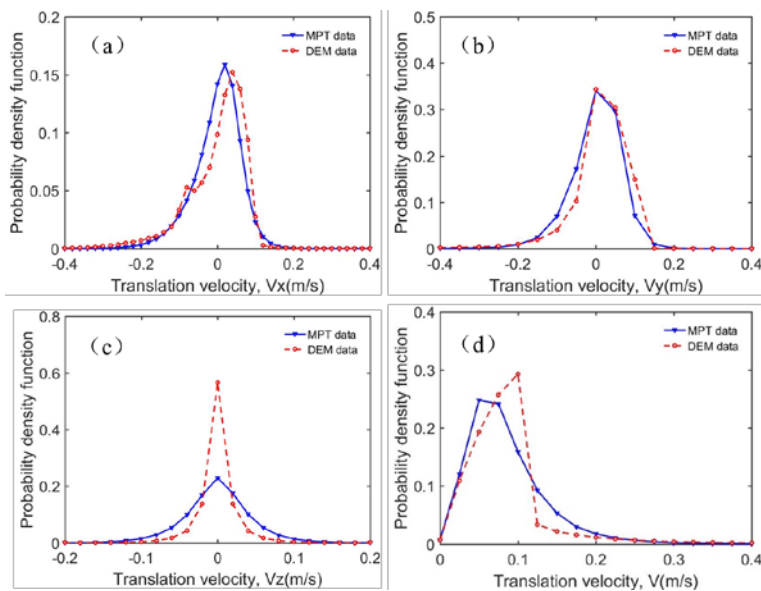 0.2
(a)
MPT data
DEM data
0.15
0.1
0.05
0
-0.4
-0.2
0
0.2
0.4
Probability density function
Translation velocity, Vx(m/s)
0.4
(b)
MPT data
DEM data
0.3
0.2
0.1
0
-0.4
-0.2
0
0.2
0.4
Probability density function
Translation velocity, Vy(m/s)
0.8
(c)
MPT data
DEM data
0.6
0.4
0.2
0
-0.2
-0.1
0
0.1
0.2
Probability density function
Translation velocity, Vz(m/s)
0.4
(d)
MPT data
DEM data
0.3
0.2
0.1
0
0
0.1
0.2
0.3
0.4
Probability density function
Translation velocity, V(m/s)